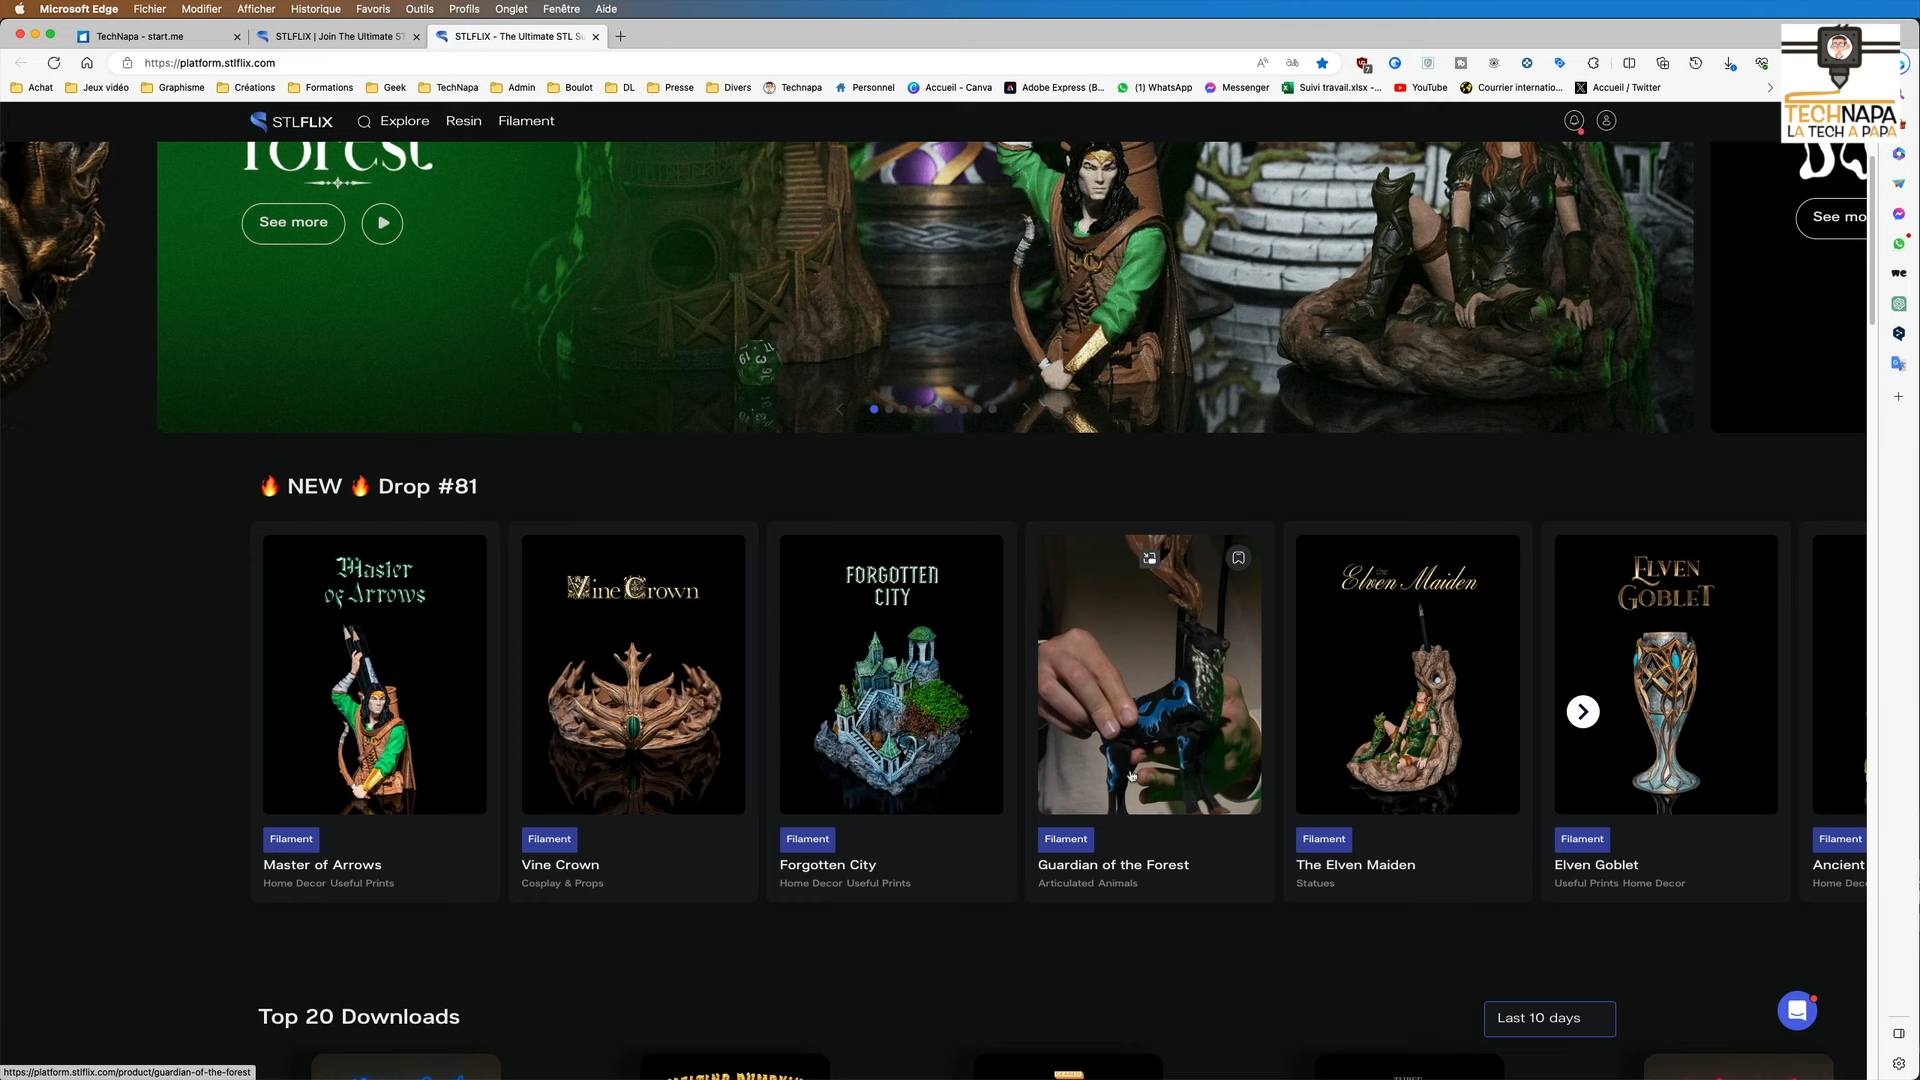 Microsoft Edge Fichier Modifier Afficher Historique Favoris Outils Profils Onglet Fenêtre Aide
TechNapa - start.me
STLFLIX | Join The Ultimate ST
STLFLIX - The Ultimate STL Su
https://platform.stlflix.com
Achat Jeux vidéo Graphisme Créations Formations Geek TechNapa Admin Boulot DL Presse Divers Technapa Personnel Accueil - Canva Adobe Express (B... (1) WhatsApp Messenger Suivi travail.xlsx -... YouTube Courrier internatio... Accueil / Twitter
TECHNAPA
LA TECH A PAPA
STLFLIX Explore Resin Filament
forest
See more
See mo
🔥 NEW 🔥 Drop #81
Master
of Arrows
Vine Crown
FORGOTTEN
CITY
the
Elven Maiden
ELVEN
GOBLET
Filament Filament Filament Filament Filament Filament Filament
Master of Arrows
Home Decor Useful Prints
Vine Crown
Cosplay & Props
Forgotten City
Home Decor Useful Prints
Guardian of the Forest
Articulated Animals
The Elven Maiden
Statues
Elven Goblet
Useful Prints Home Decor
Ancient
Home Dec
Top 20 Downloads
Last 10 days
https://platform.stlflix.com/product/guardian-of-the-forest